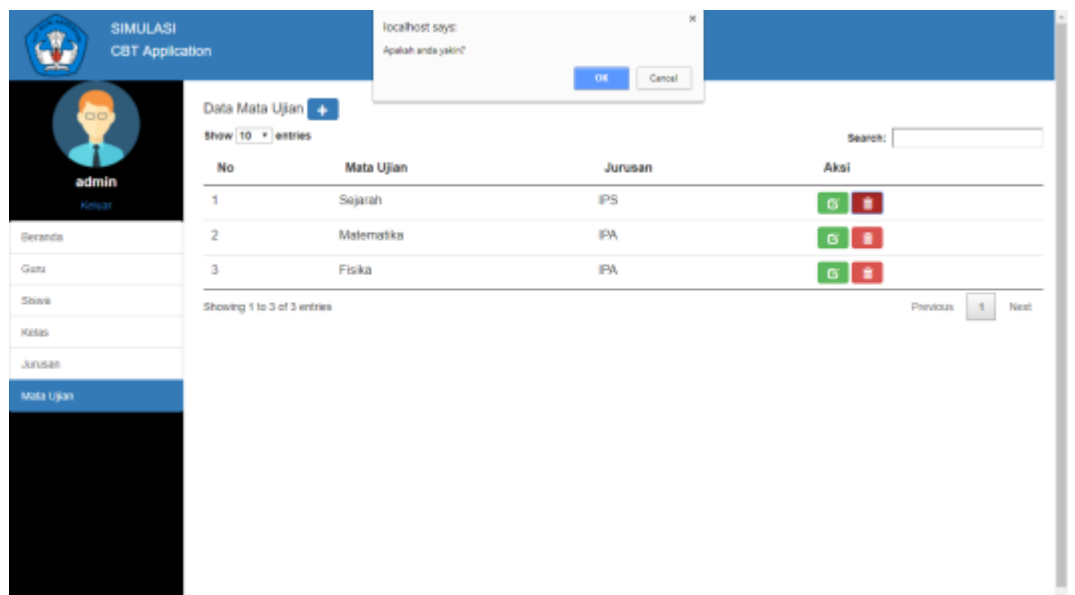 SIMULASI
CBT Application
localhost says:
Apakah anda yakin?
OK Cancel
admin
Keluar
Beranda
Guru
Siswa
Kelas
Jurusan
Mata Ujian
Data Mata Ujian +
Show 10 entries
Search:
No Mata Ujian Jurusan Aksi
1 Sejarah IPS
2 Matematika IPA
3 Fisika IPA
Showing 1 to 3 of 3 entries
Previous 1 Next